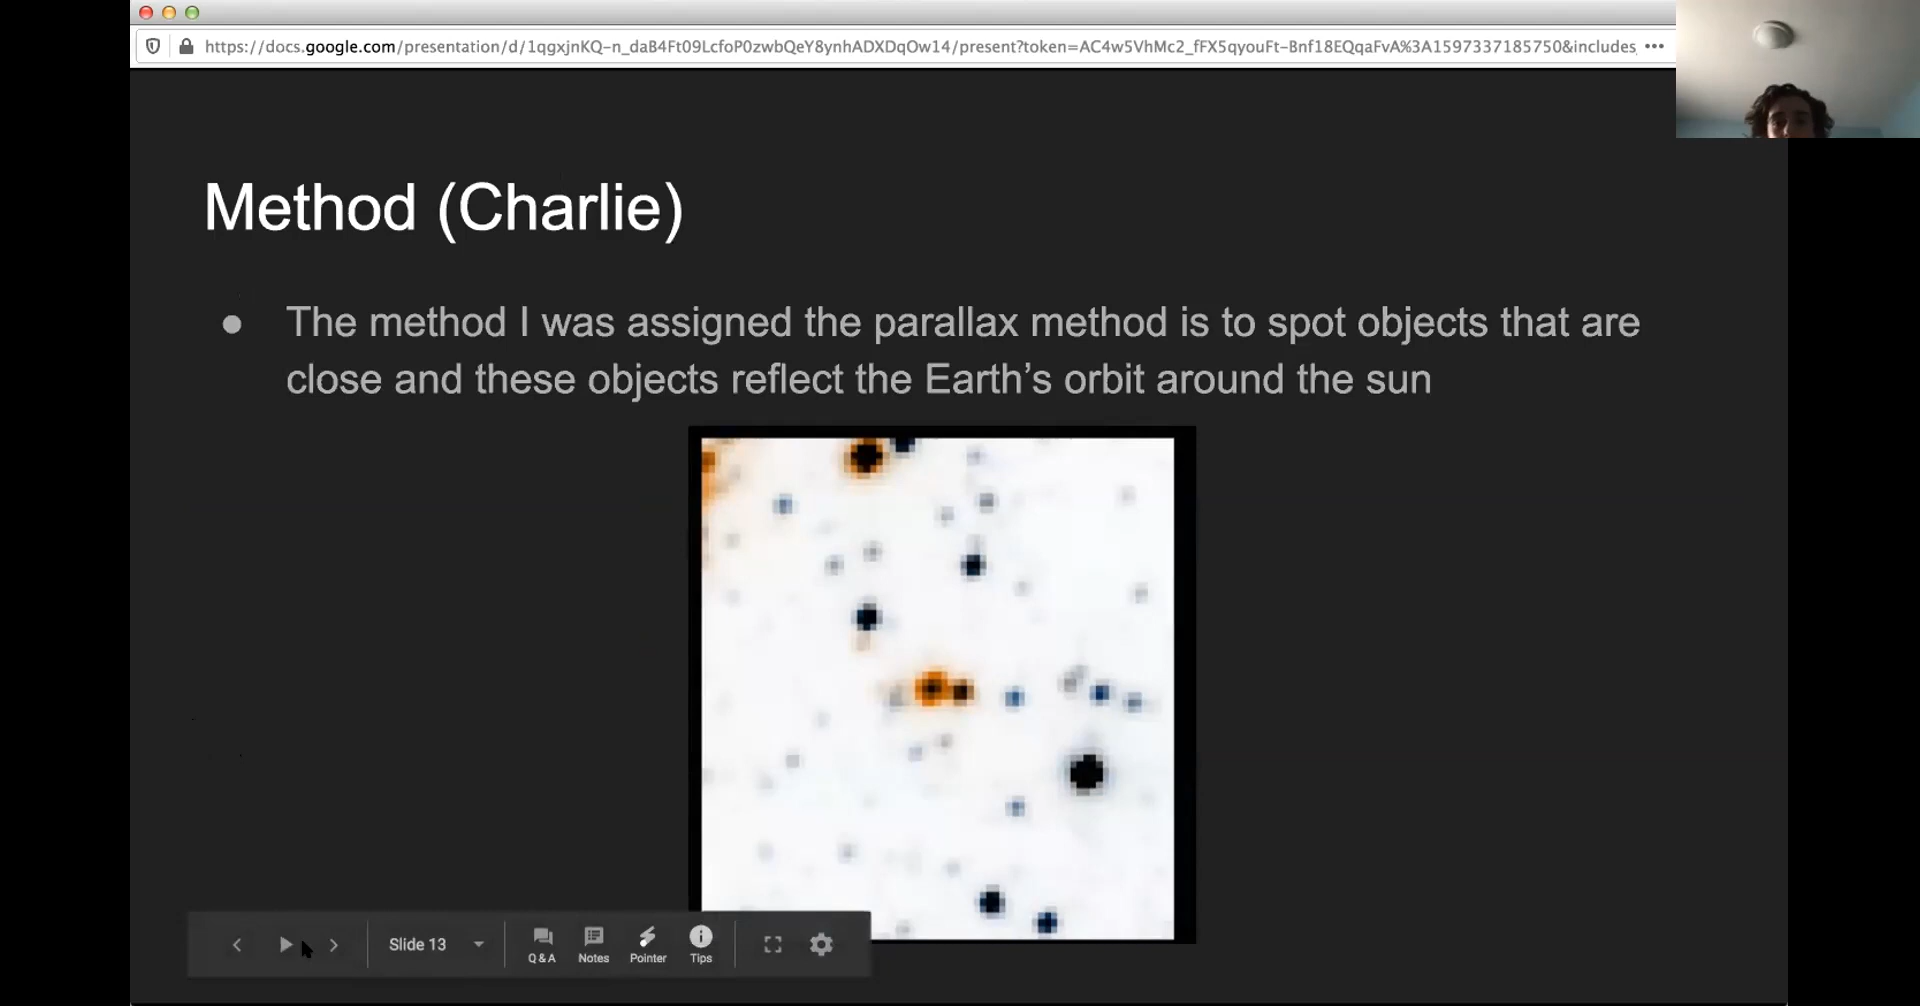 https://docs.google.com/presentation/d/1qgxjnKQ-n_daB4Ft09LcfoP0zwbQeY8ynhADXDqOw14/present?token=AC4w5VhMc2_fFX5qyouFt-Bnf18EQqaFvA%3A1597337185750&includes
Method (Charlie)
The method I was assigned the parallax method is to spot objects that are
close and these objects reflect the Earth's orbit around the sun
Slide 13
Q & A
Notes
Pointer
Tips